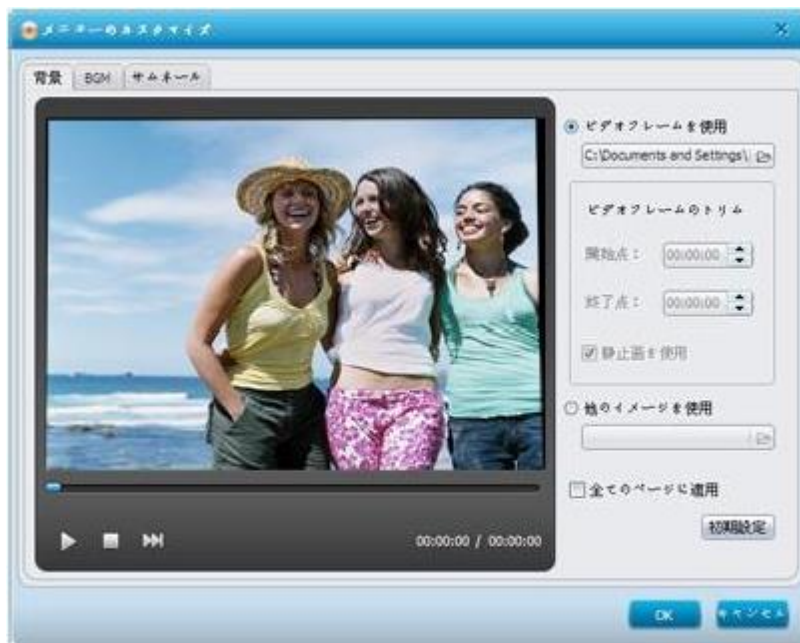 メニューのカスタマイズ
背景 BGM サムネール
ビデオフレームを使用
C:\Documents and Settings\
ビデオフレームのトリム
開始点: 00:00:00
終了点: 00:00:00
静止画を使用
他のイメージを使用
全てのページに適用
初期設定
00:00:00 / 00:00:00
OK キャンセル